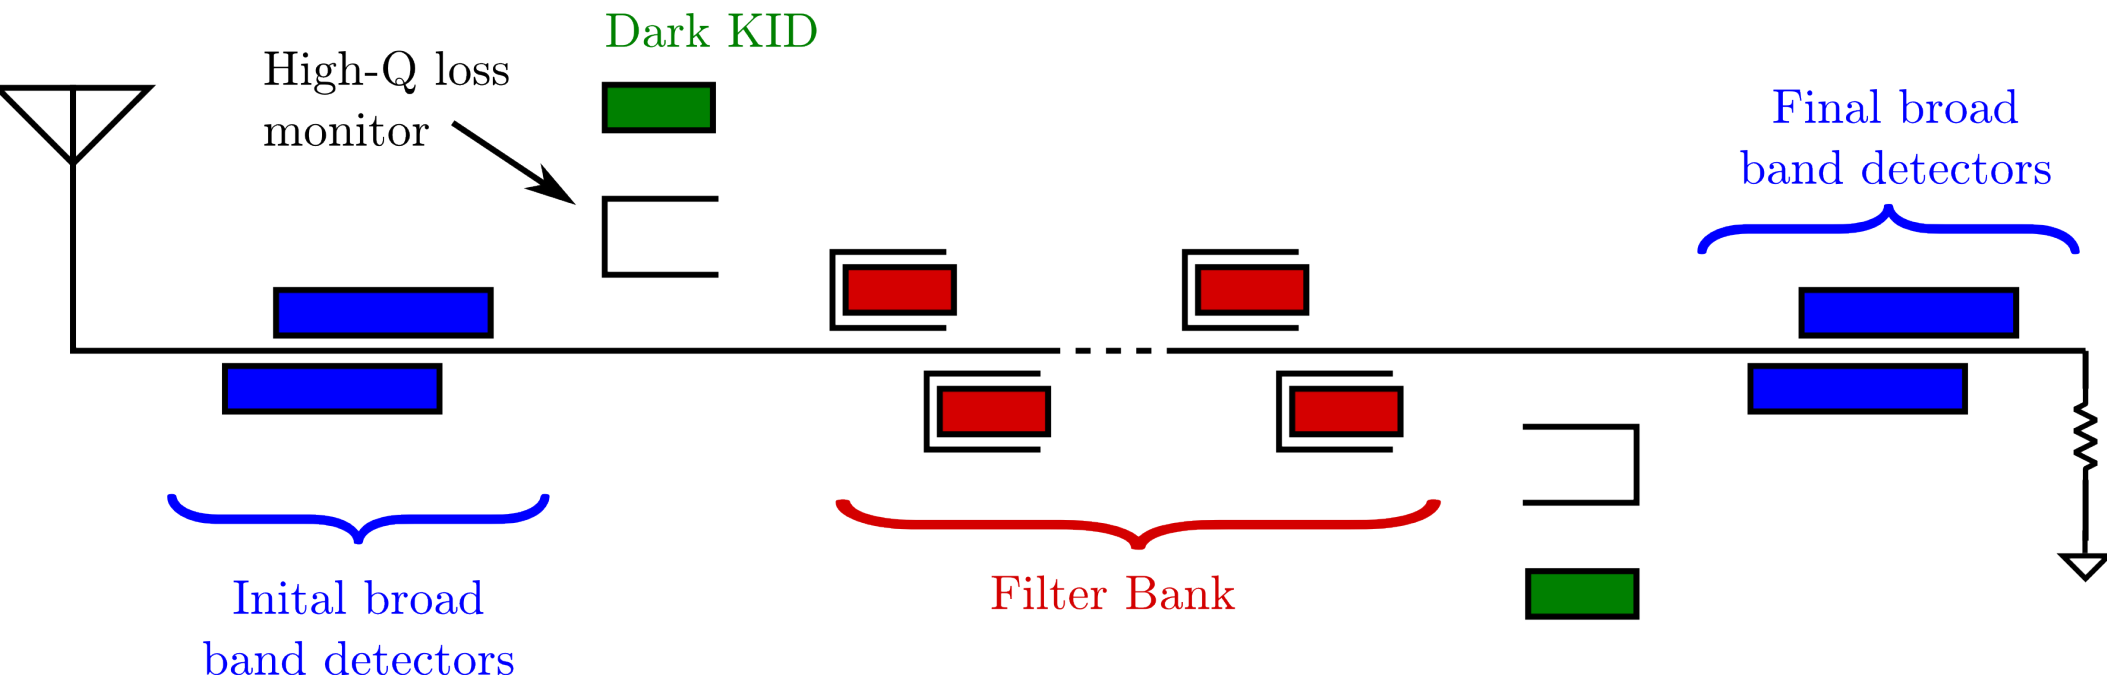 Dark KID
High-Q loss
monitor
Final broad
band detectors
Inital broad
band detectors
Filter Bank